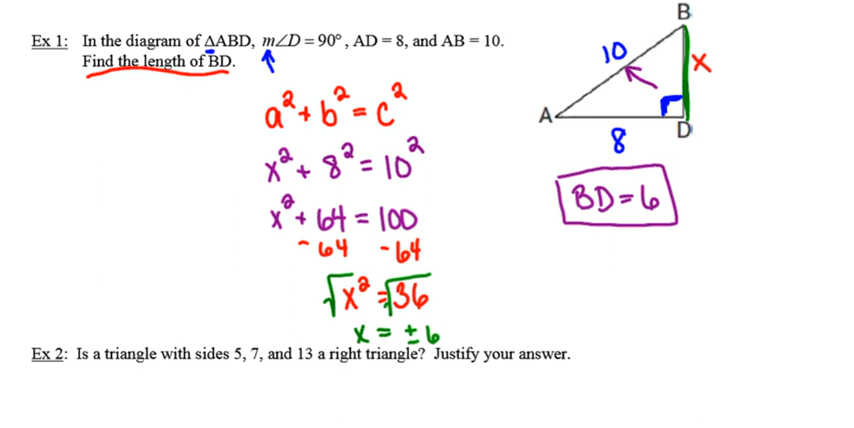 Ex 1: In the diagram of ΔABD, m∠D = 90°, AD = 8, and AB = 10.
Find the length of BD.
a² + b² = c²
x² + 8² = 10²
x² + 64 = 100
-64 -64
√x² = √36
x = ±6
B
10
x
A
D
8
BD = 6
Ex 2: Is a triangle with sides 5, 7, and 13 a right triangle? Justify your answer.